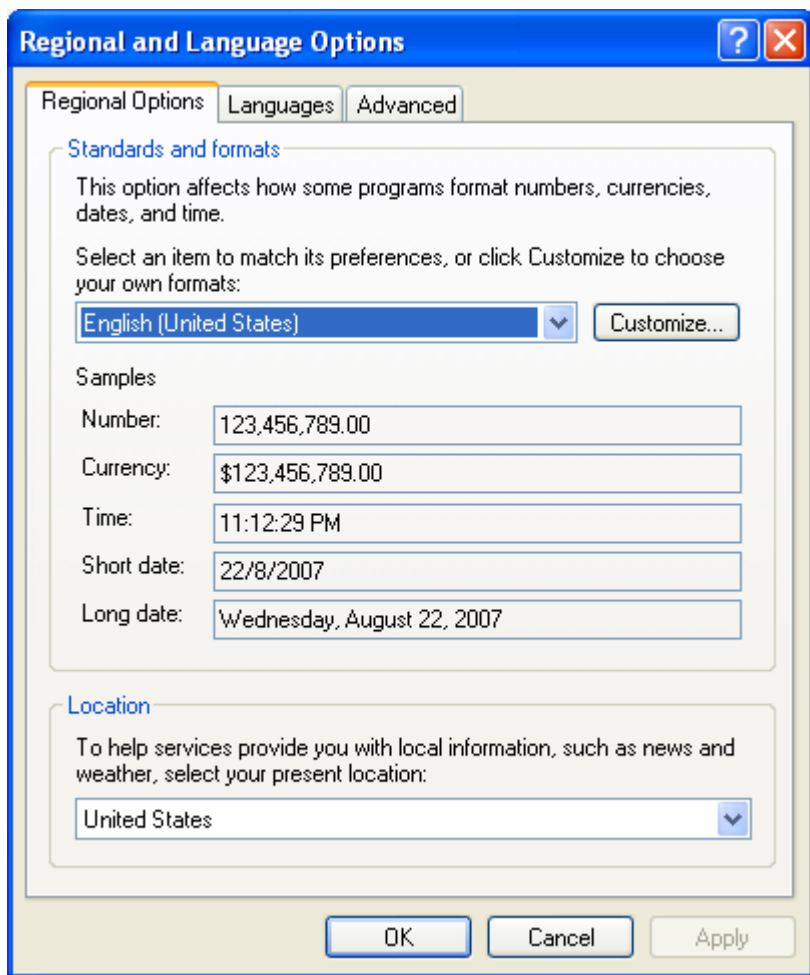 Regional and Language Options
Regional Options Languages Advanced
Standards and formats
This option affects how some programs format numbers, currencies,
dates, and time.
Select an item to match its preferences, or click Customize to choose
your own formats:
English (United States) Customize...
Samples
Number: 123,456,789.00
Currency: $123,456,789.00
Time: 11:12:29 PM
Short date: 22/8/2007
Long date: Wednesday, August 22, 2007
Location
To help services provide you with local information, such as news and
weather, select your present location:
United States
OK Cancel Apply